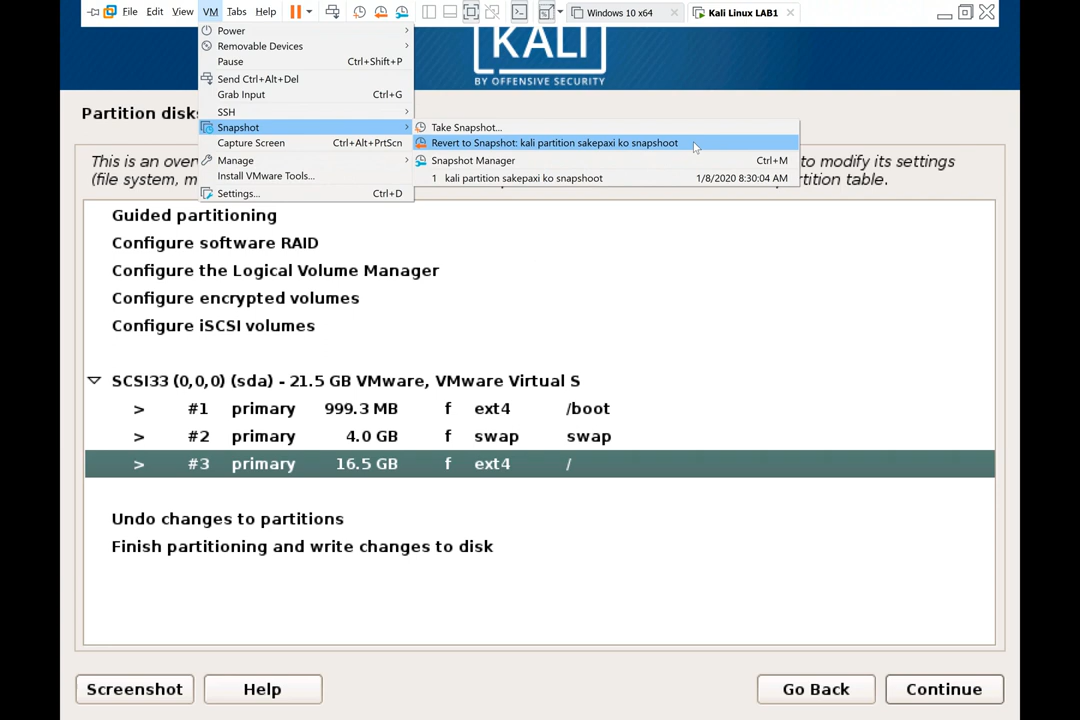 File Edit View VM Tabs Help Windows 10 x64 Kali Linux LAB1
KALI
BY OFFENSIVE SECURITY
Power
Removable Devices
Pause Ctrl+Shift+P
Send Ctrl+Alt+Del
Grab Input Ctrl+G
SSH
Snapshot
Capture Screen Ctrl+Alt+PrtScn
Manage
Install VMware Tools...
Settings... Ctrl+D
Take Snapshot...
Revert to Snapshot: kali partition sakepaxi ko snapshoot
Snapshot Manager Ctrl+M
1 kali partition sakepaxi ko snapshoot 1/8/2020 8:30:04 AM
Partition disks
This is an to modify its settings
(file system, partition table.
Guided partitioning
Configure software RAID
Configure the Logical Volume Manager
Configure encrypted volumes
Configure iSCSI volumes
SCSI33 (0,0,0) (sda) - 21.5 GB VMware, VMware Virtual S
> #1 primary 999.3 MB f ext4 /boot
> #2 primary 4.0 GB f swap swap
> #3 primary 16.5 GB f ext4 /
Undo changes to partitions
Finish partitioning and write changes to disk
Screenshot Help Go Back Continue